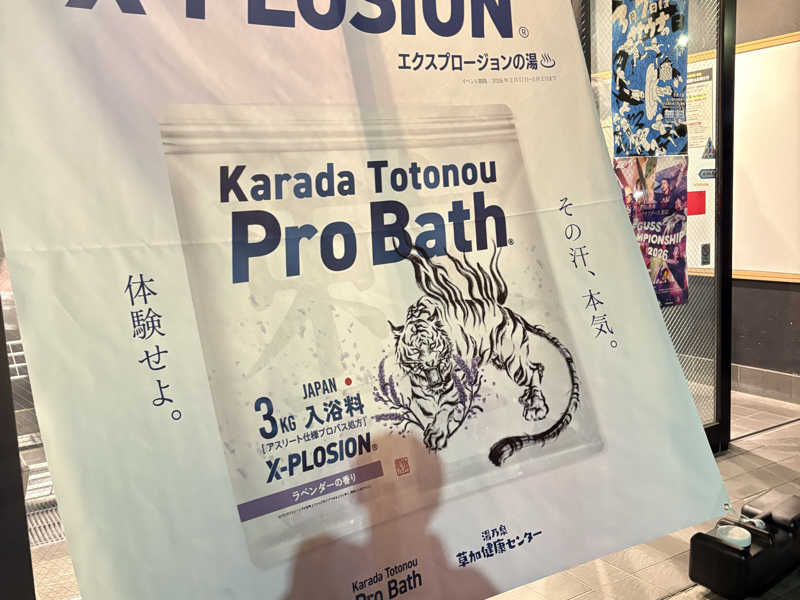 X-PLOSION®
エクスプロージョンの湯♨
Karada Totonou
Pro Bath®
体験せよ。
その汗、本気。
JAPAN
3KG 入浴料
[アスリート仕様プロバス処方]
X-PLOSION®
ラベンダーの香り
湯乃泉
草加健康センター
Karada Totonou
Pro Bath
2026